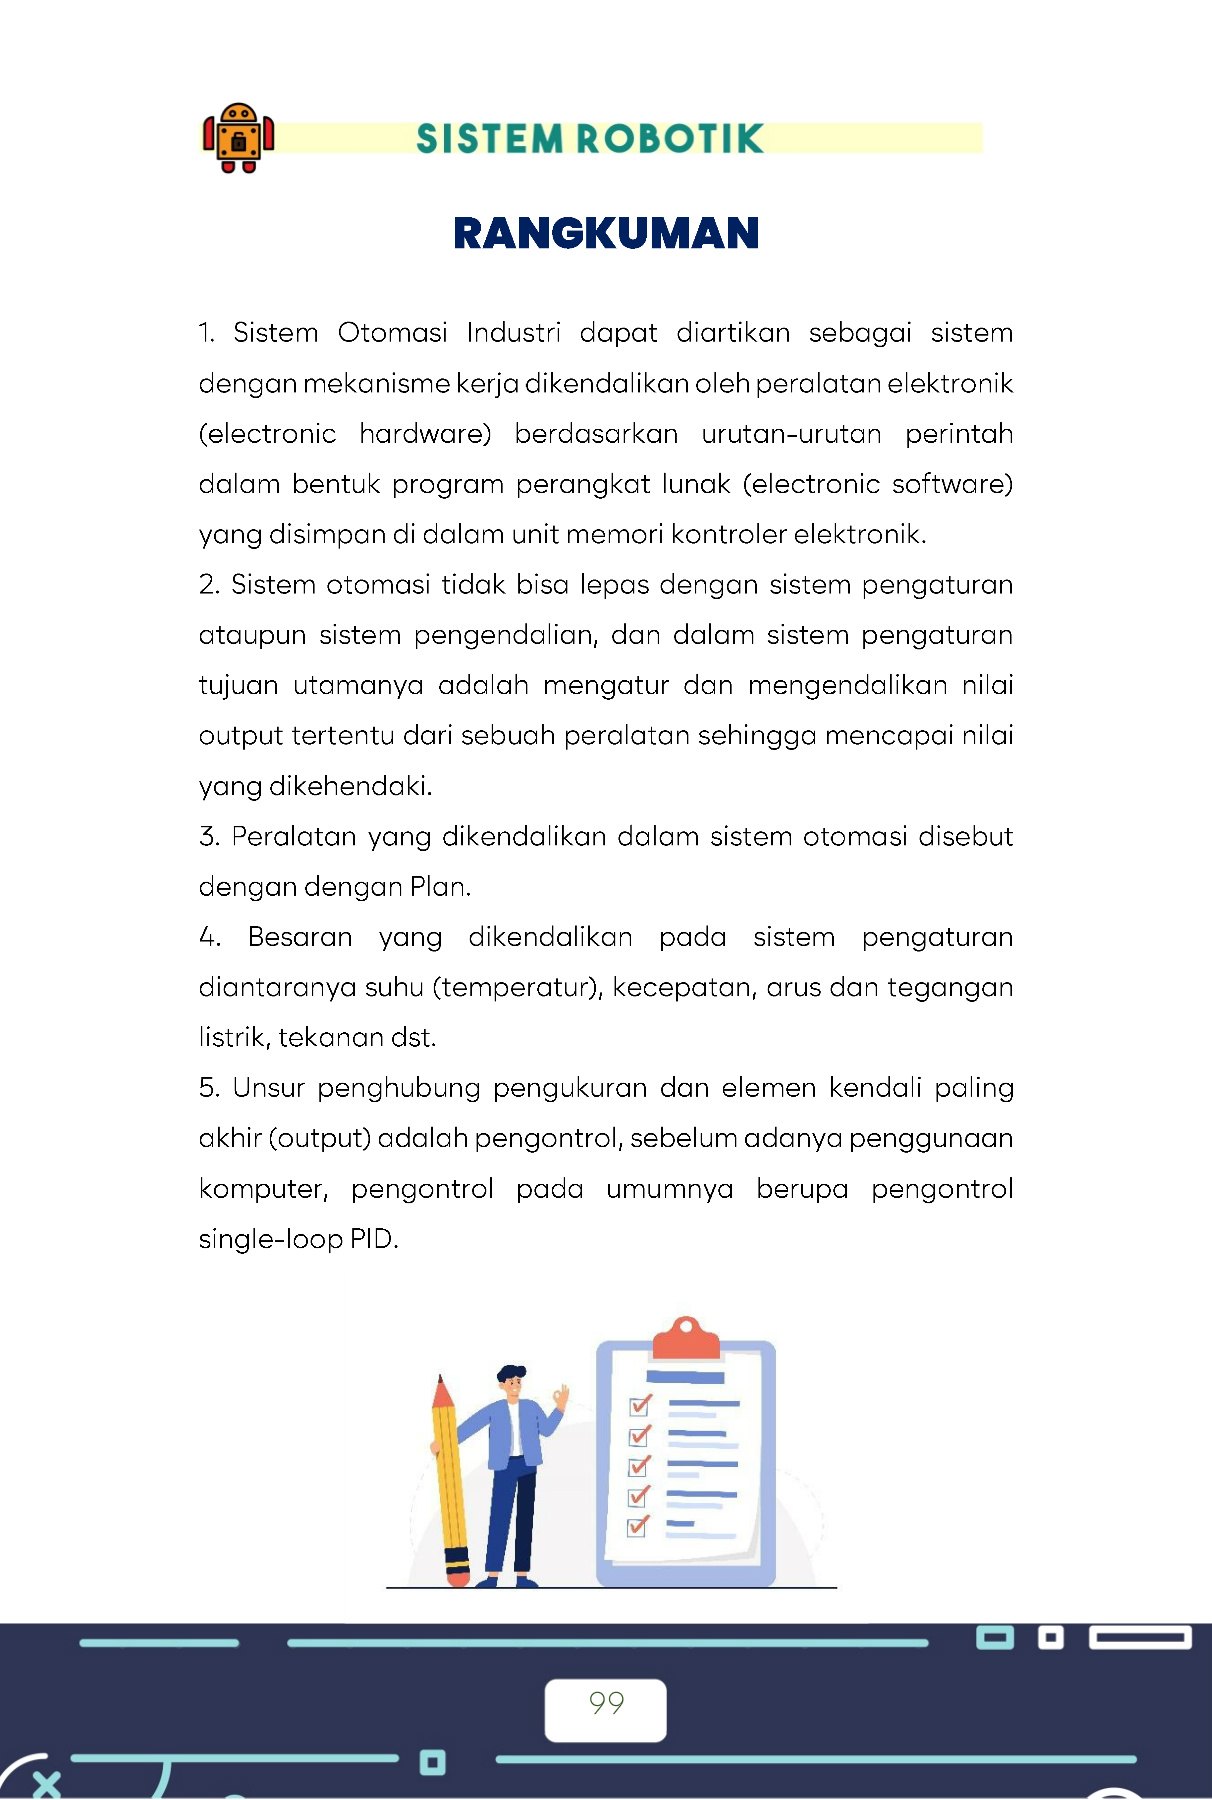 SISTEM ROBOTIK
RANGKUMAN
1. Sistem Otomasi Industri dapat diartikan sebagai sistem
dengan mekanisme kerja dikendalikan oleh peralatan elektronik
(electronic hardware) berdasarkan urutan-urutan perintah
dalam bentuk program perangkat lunak (electronic software)
yang disimpan di dalam unit memori kontroler elektronik.
2. Sistem otomasi tidak bisa lepas dengan sistem pengaturan
ataupun sistem pengendalian, dan dalam sistem pengaturan
tujuan utamanya adalah mengatur dan mengendalikan nilai
output tertentu dari sebuah peralatan sehingga mencapai nilai
yang dikehendaki.
3. Peralatan yang dikendalikan dalam sistem otomasi disebut
dengan dengan Plan.
4. Besaran yang dikendalikan pada sistem pengaturan
diantaranya suhu (temperatur), kecepatan, arus dan tegangan
listrik, tekanan dst.
5. Unsur penghubung pengukuran dan elemen kendali paling
akhir (output) adalah pengontrol, sebelum adanya penggunaan
komputer, pengontrol pada umumnya berupa pengontrol
single-loop PID.
99